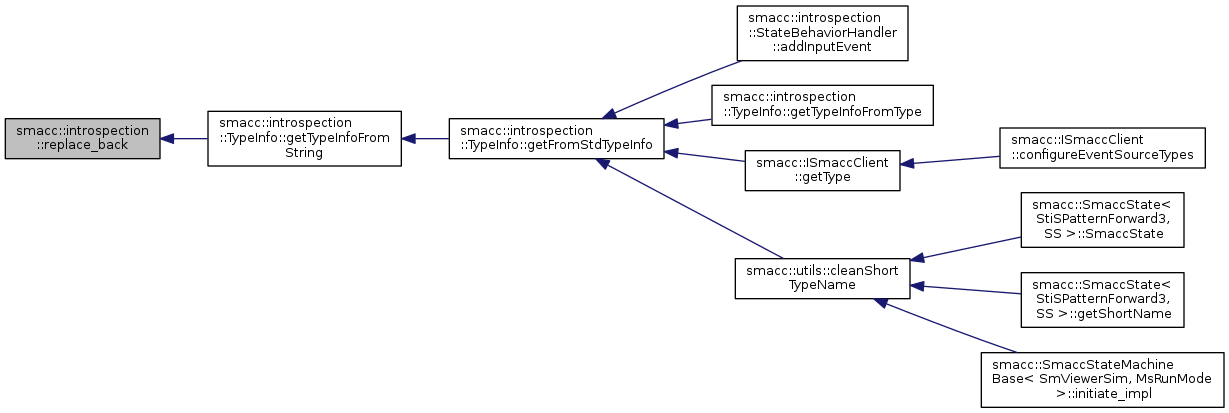 smacc::introspection
::replace_back
smacc::introspection
::TypeInfo::getTypeInfoFrom
String
smacc::introspection
::TypeInfo::getFromStdTypeInfo
smacc::introspection
::StateBehaviorHandler
::addInputEvent
smacc::introspection
::TypeInfo::getTypeInfoFromType
smacc::ISmaccClient
::getType
smacc::ISmaccClient
::configureEventSourceTypes
smacc::utils::cleanShort
TypeName
smacc::SmaccState<
StiSPatternForward3,
SS >::SmaccState
smacc::SmaccState<
StiSPatternForward3,
SS >::getShortName
smacc::SmaccStateMachine
Base< SmViewerSim, MsRunMode
>::initiate_impl